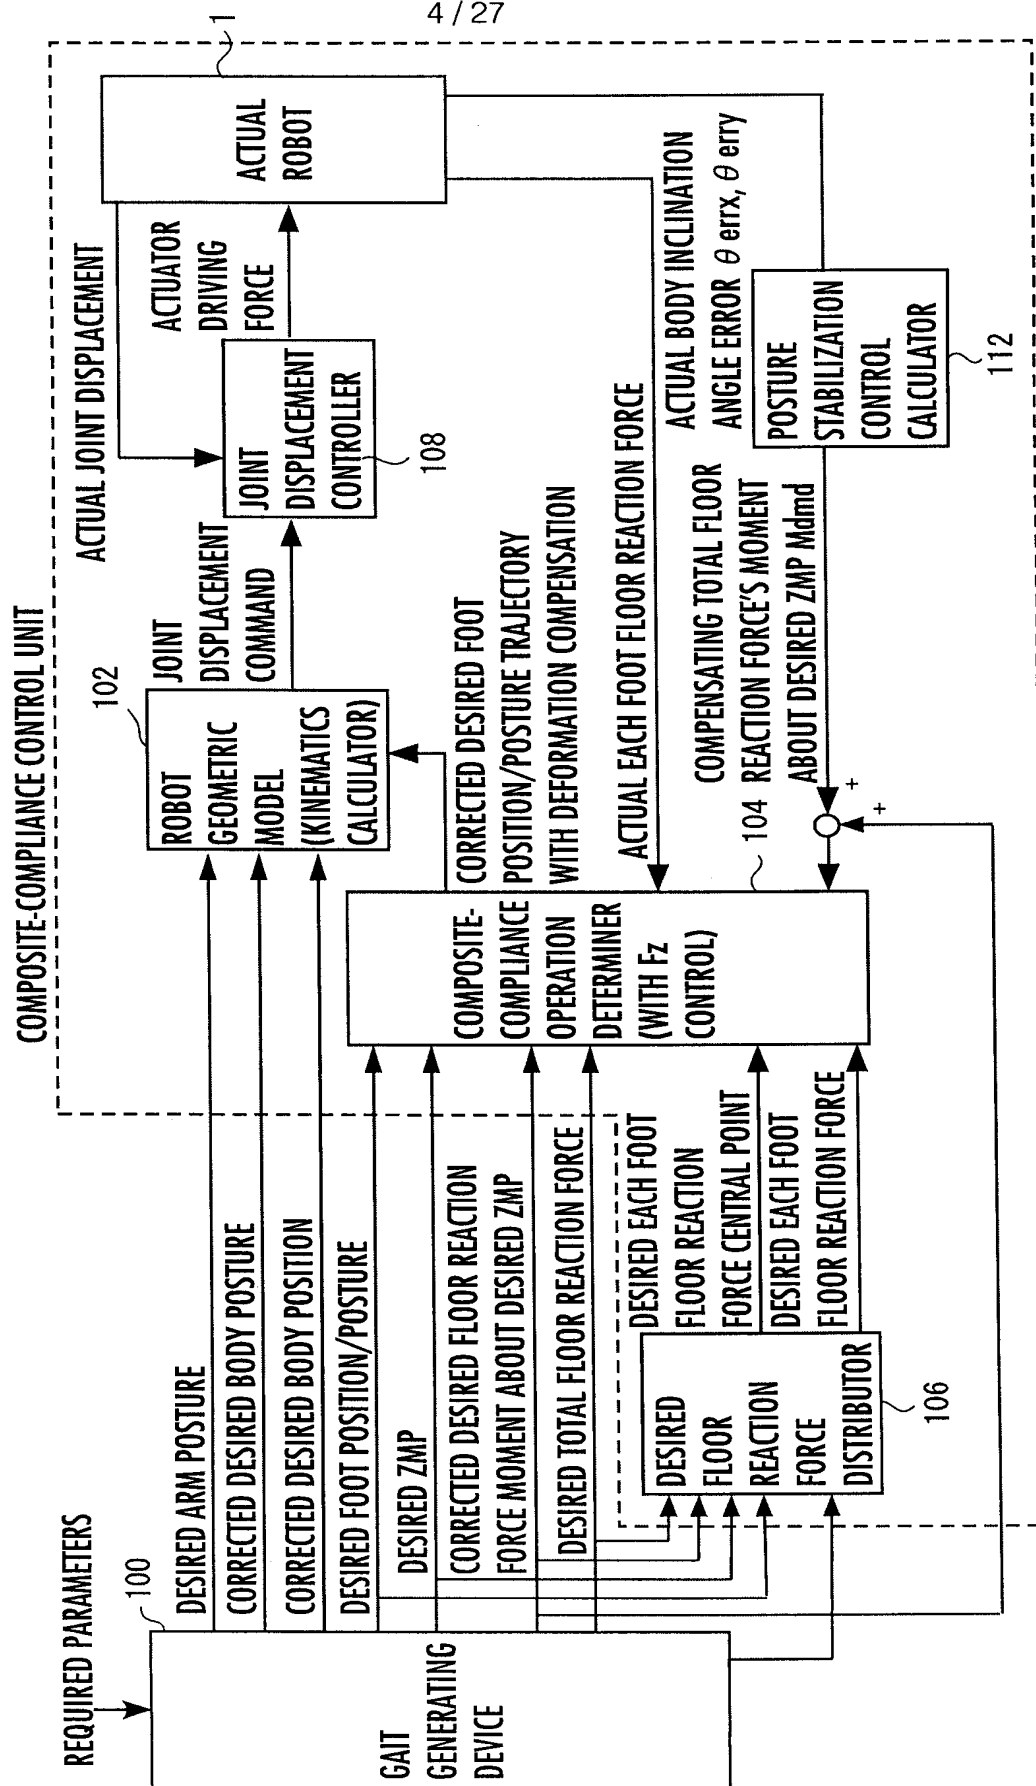 4 / 27
COMPOSITE-COMPLIANCE CONTROL UNIT
REQUIRED PARAMETERS
100
GAIT
GENERATING
DEVICE
DESIRED ARM POSTURE
CORRECTED DESIRED BODY POSTURE
CORRECTED DESIRED BODY POSITION
DESIRED FOOT POSITION/POSTURE
DESIRED ZMP
CORRECTED DESIRED FLOOR REACTION
FORCE MOMENT ABOUT DESIRED ZMP
DESIRED TOTAL FLOOR REACTION FORCE
DESIRED
FLOOR
REACTION
FORCE
DISTRIBUTOR
106
DESIRED EACH FOOT
FLOOR REACTION
FORCE CENTRAL POINT
DESIRED EACH FOOT
FLOOR REACTION FORCE
102
ROBOT
GEOMETRIC
MODEL
(KINEMATICS
CALCULATOR)
COMPOSITE-
COMPLIANCE
OPERATION
DETERMINER
(WITH Fz
CONTROL)
104
JOINT
DISPLACEMENT
COMMAND
CORRECTED DESIRED FOOT
POSITION/POSTURE TRAJECTORY
WITH DEFORMATION COMPENSATION
ACTUAL JOINT DISPLACEMENT
JOINT
DISPLACEMENT
CONTROLLER
108
ACTUATOR
DRIVING
FORCE
ACTUAL
ROBOT
1
ACTUAL EACH FOOT FLOOR REACTION FORCE
ACTUAL BODY INCLINATION
ANGLE ERROR θ errx, θ erry
POSTURE
STABILIZATION
CONTROL
CALCULATOR
112
COMPENSATING TOTAL FLOOR
REACTION FORCE'S MOMENT
ABOUT DESIRED ZMP Mdmd
+
+